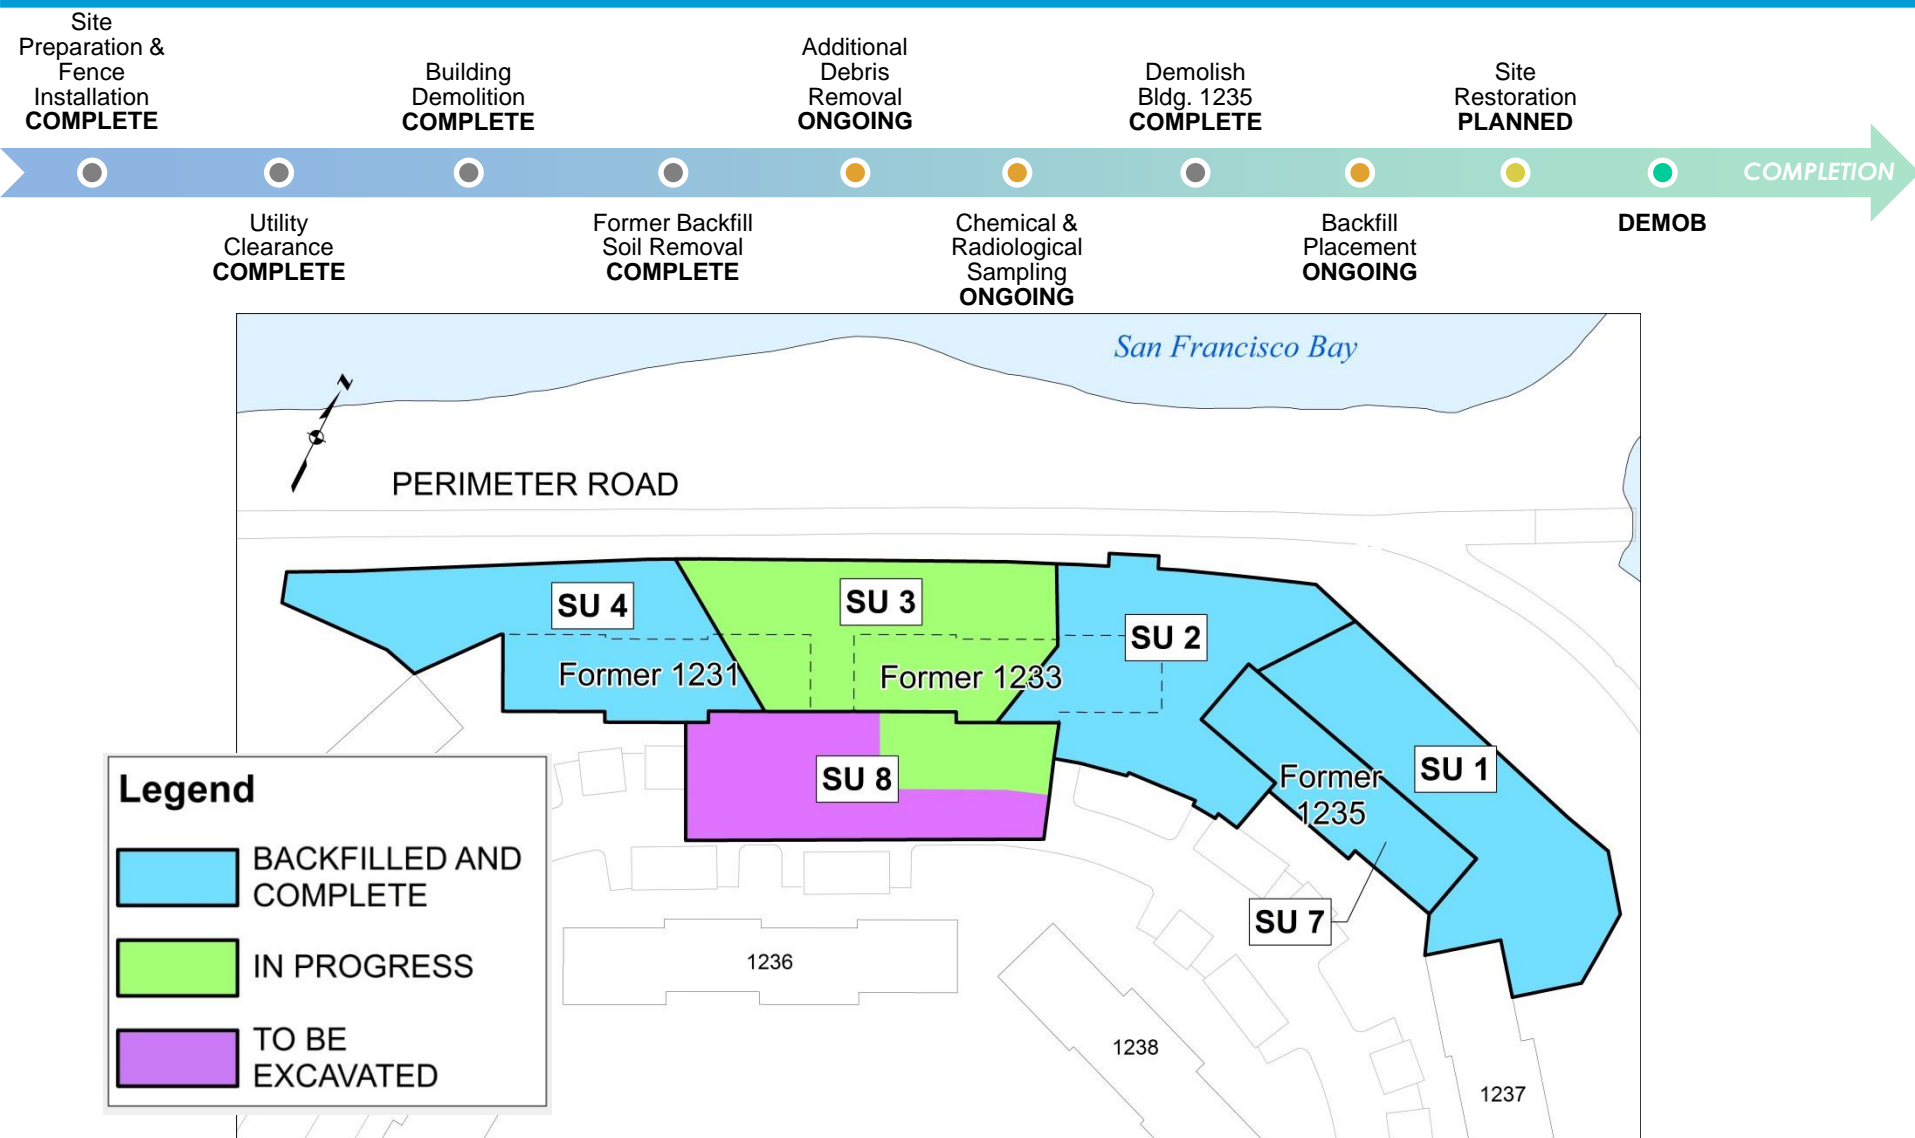 Site
Preparation &
Fence
Installation
COMPLETE
Utility
Clearance
COMPLETE
Building
Demolition
COMPLETE
Former Backfill
Soil Removal
COMPLETE
Additional
Debris
Removal
ONGOING
Chemical &
Radiological
Sampling
ONGOING
Demolish
Bldg. 1235
COMPLETE
Backfill
Placement
ONGOING
Site
Restoration
PLANNED
DEMOB
COMPLETION
San Francisco Bay
N
PERIMETER ROAD
SU 4
SU 3
SU 2
Former 1231
Former 1233
SU 8
Former
1235
SU 1
SU 7
1236
1238
1237
Legend
BACKFILLED AND
COMPLETE
IN PROGRESS
TO BE
EXCAVATED